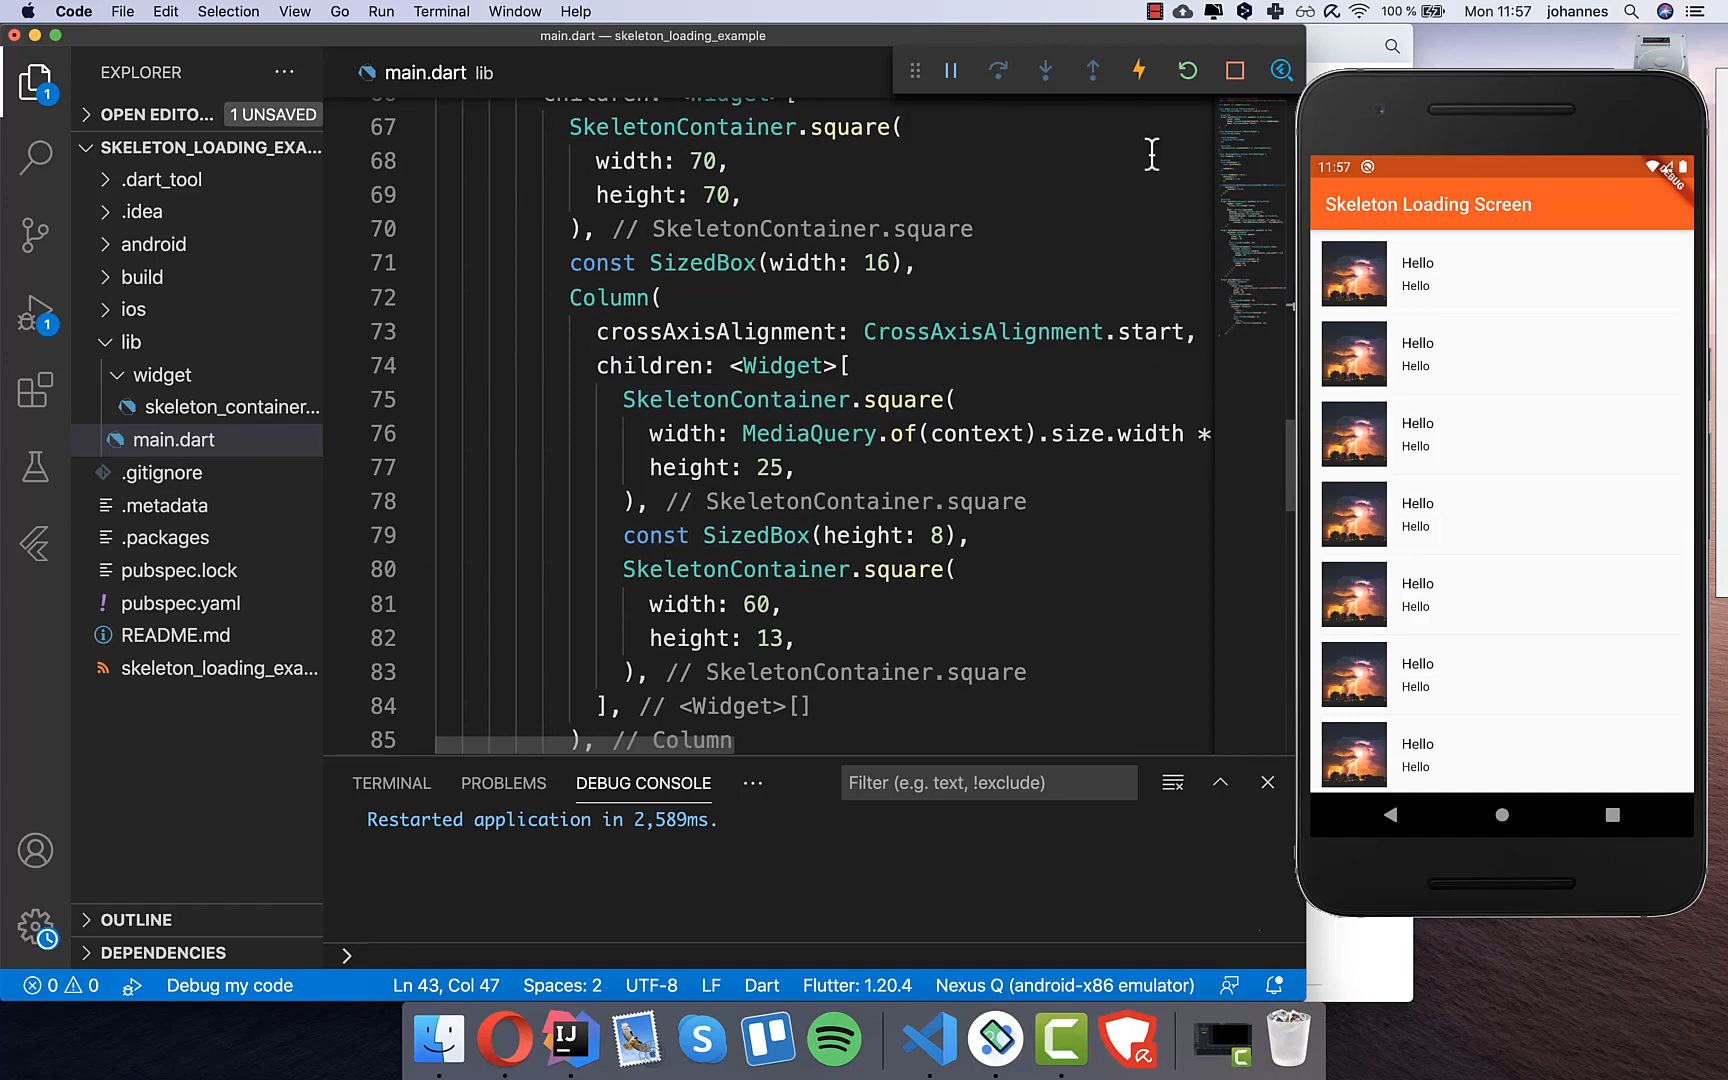 Code File Edit Selection View Go Run Terminal Window Help 100 % Mon 11:57 johannes
main.dart — skeleton_loading_example
EXPLORER
OPEN EDITO... 1 UNSAVED
SKELETON_LOADING_EXA...
.dart_tool
.idea
android
build
ios
lib
widget
skeleton_container...
main.dart
.gitignore
.metadata
.packages
pubspec.lock
pubspec.yaml
README.md
skeleton_loading_exa...
OUTLINE
DEPENDENCIES
1
1
main.dart lib
children: <Widget>[
67 SkeletonContainer.square(
68 width: 70,
69 height: 70,
70 ), // SkeletonContainer.square
71 const SizedBox(width: 16),
72 Column(
73 crossAxisAlignment: CrossAxisAlignment.start,
74 children: <Widget>[
75 SkeletonContainer.square(
76 width: MediaQuery.of(context).size.width *
77 height: 25,
78 ), // SkeletonContainer.square
79 const SizedBox(height: 8),
80 SkeletonContainer.square(
81 width: 60,
82 height: 13,
83 ), // SkeletonContainer.square
84 ], // <Widget>[]
85 ), // Column
TERMINAL PROBLEMS DEBUG CONSOLE ... Filter (e.g. text, !exclude)
Restarted application in 2,589ms.
0 0 Debug my code Ln 43, Col 47 Spaces: 2 UTF-8 LF Dart Flutter: 1.20.4 Nexus Q (android-x86 emulator)
11:57
DEBUG
Skeleton Loading Screen
Hello
Hello
Hello
Hello
Hello
Hello
Hello
Hello
Hello
Hello
Hello
Hello
Hello
Hello
IJ
S
C
C